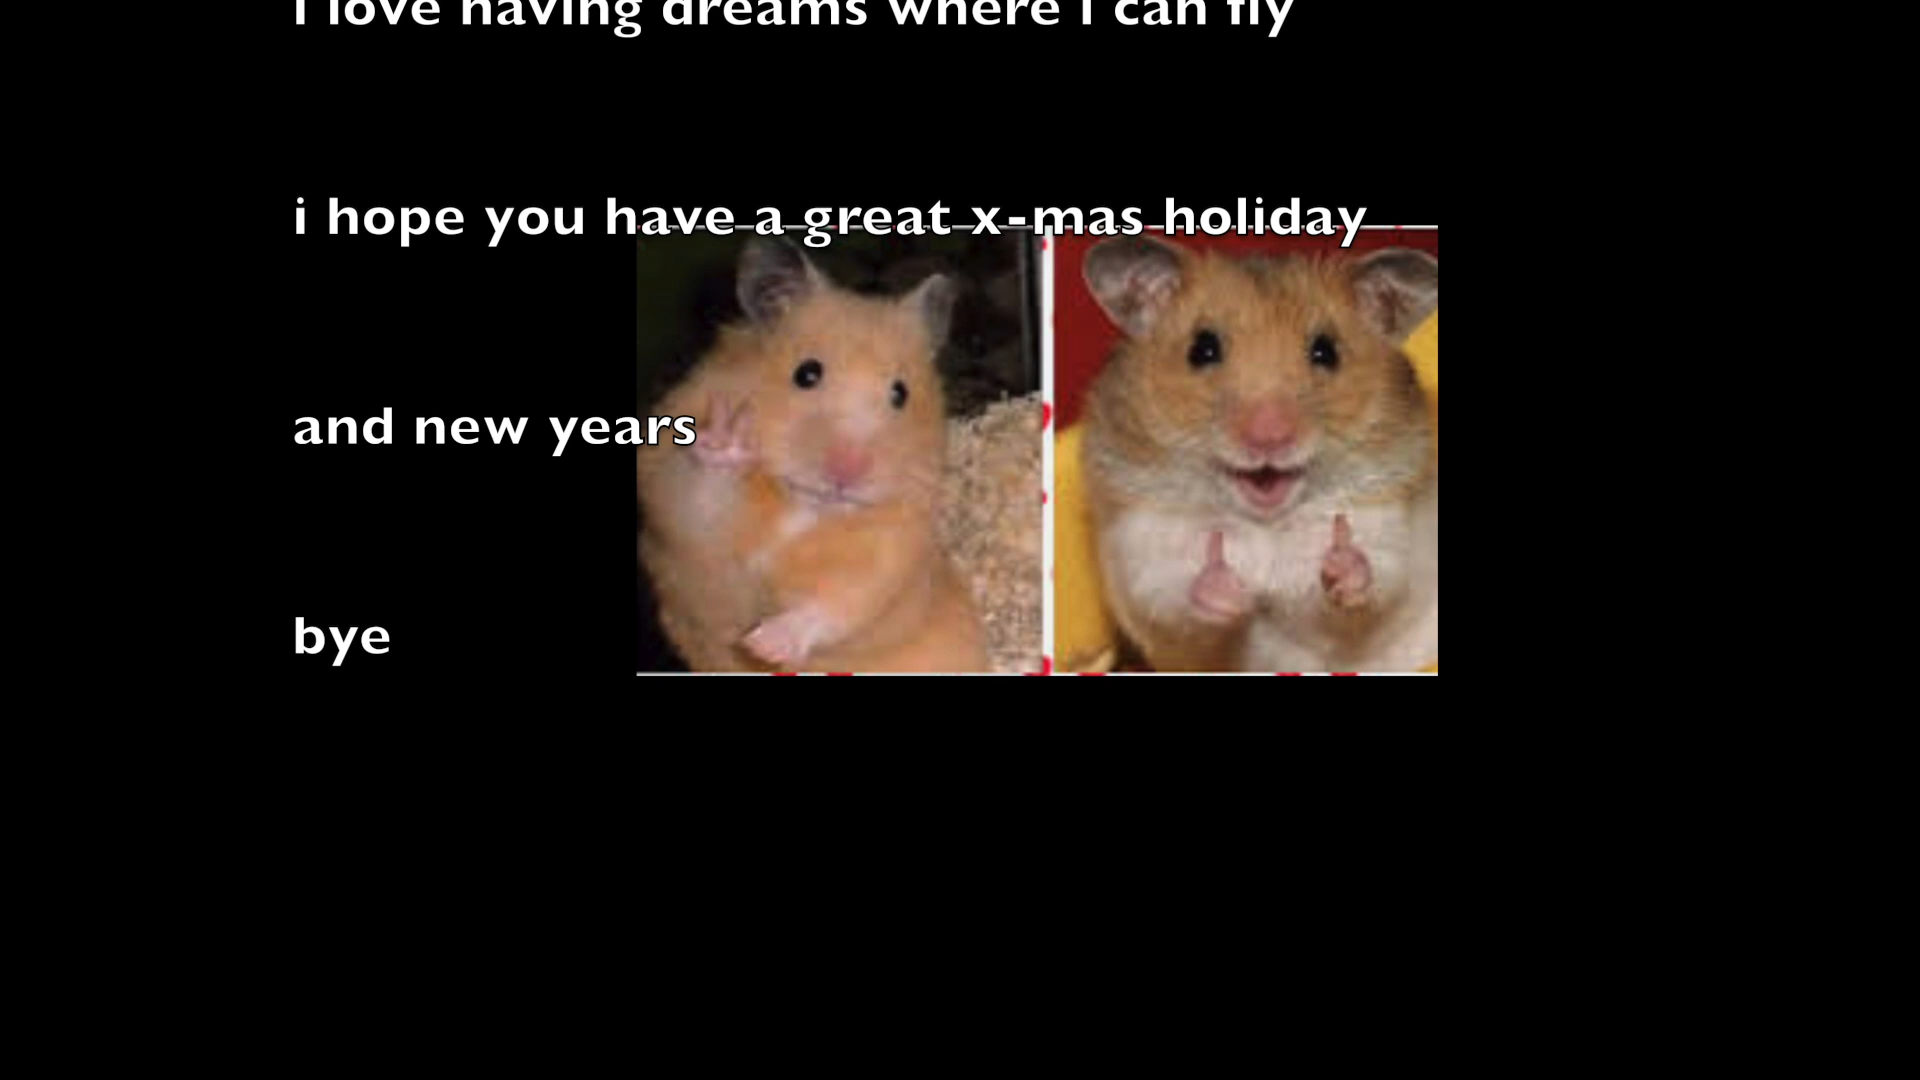 i love having dreams where i can fly
i hope you have a great x-mas holiday
and new years
bye